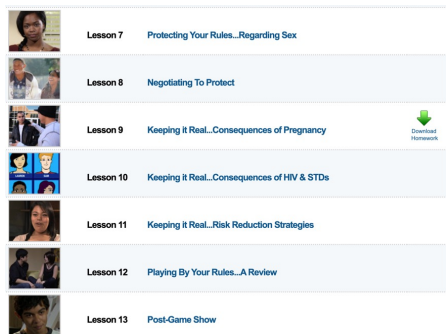 Lesson 7 Protecting Your Rules...Regarding Sex
Lesson 8 Negotiating To Protect
Lesson 9 Keeping it Real...Consequences of Pregnancy
Download
Homework
Lesson 10 Keeping it Real...Consequences of HIV & STDs
Lesson 11 Keeping it Real...Risk Reduction Strategies
Lesson 12 Playing By Your Rules...A Review
Lesson 13 Post-Game Show